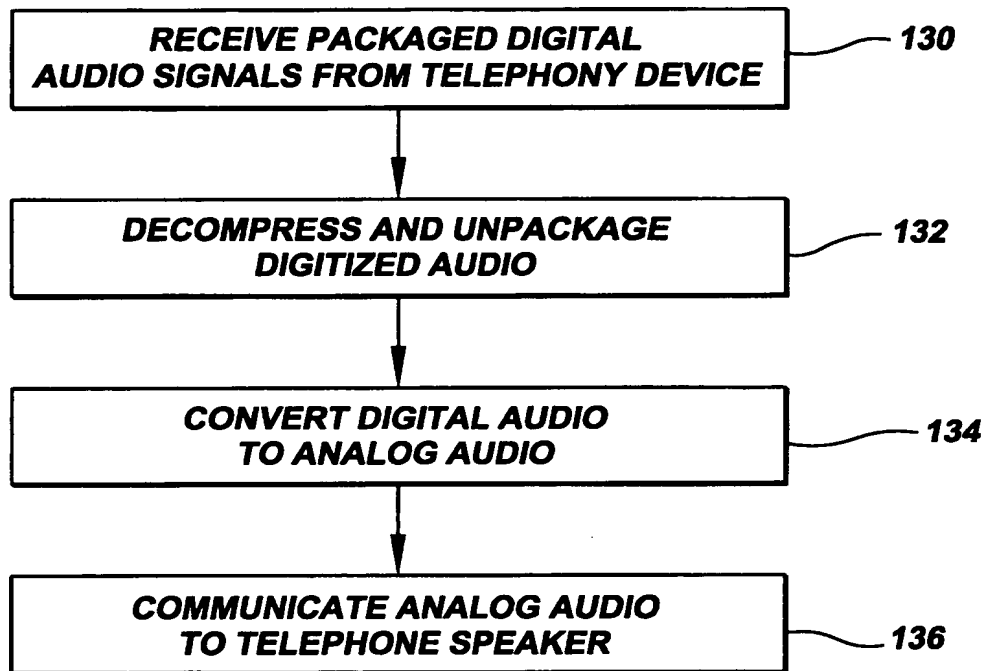 RECEIVE PACKAGED DIGITAL
AUDIO SIGNALS FROM TELEPHONY DEVICE
130
DECOMPRESS AND UNPACKAGE
DIGITIZED AUDIO
132
CONVERT DIGITAL AUDIO
TO ANALOG AUDIO
134
COMMUNICATE ANALOG AUDIO
TO TELEPHONE SPEAKER
136